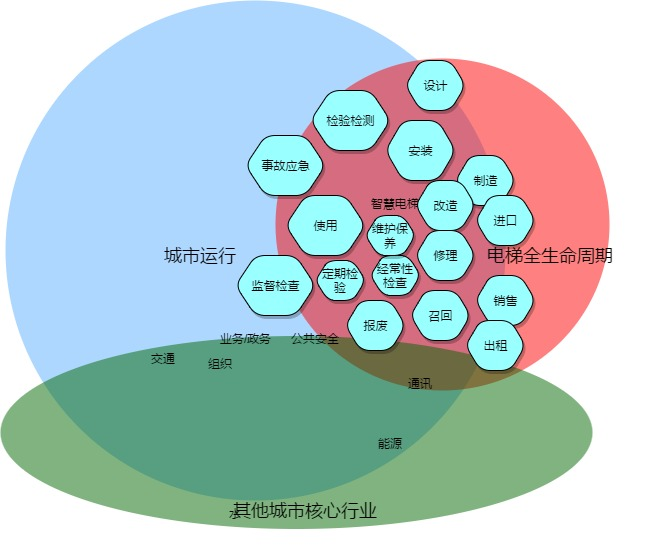 设计
检验检测
安装
事故应急
制造
智慧电梯
改造
使用
维护保
养
进口
城市运行
修理
电梯全生命周期
监督检查
定期检
验
经常性
检查
销售
报废
召回
业务/政务
公共安全
出租
交通
组织
通讯
能源
水
其他城市核心行业